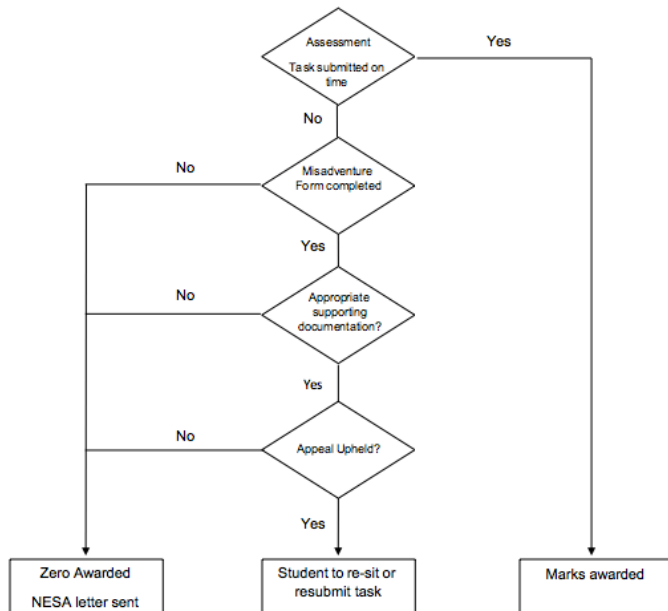 Assessment
Yes
Task submitted on
time
No
No
Misadventure
Form completed
Yes
No
Appropriate
supporting
documentation?
Yes
No
Appeal Upheld?
Yes
Zero Awarded
NESA letter sent
Student to re-sit or
resubmit task
Marks awarded